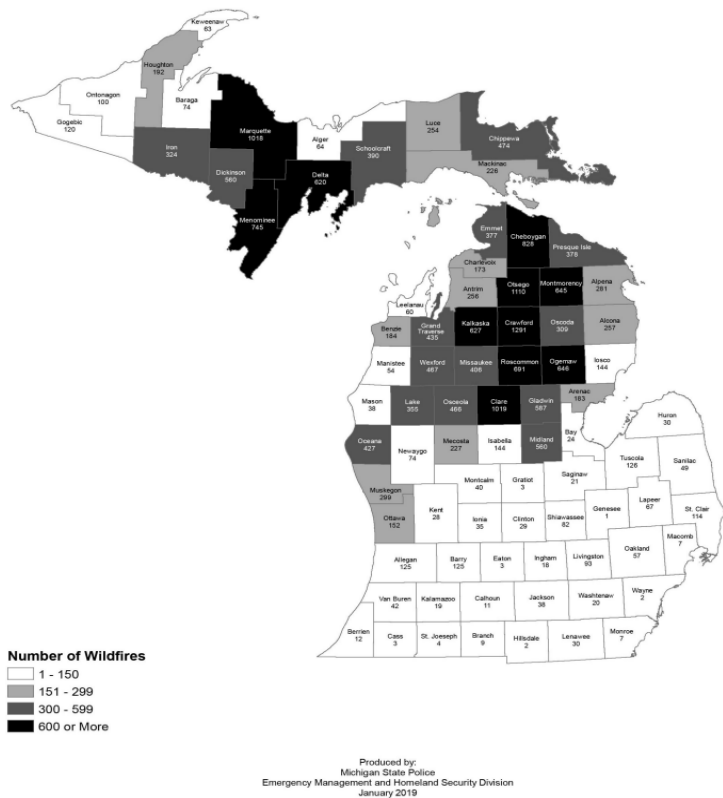 Keweenaw
63
Houghton
192
Ontonagon
100
Baraga
74
Gogebic
120
Marquette
1018
Alger
64
Luce
254
Chippewa
474
Iron
324
Schoolcraft
390
Mackinac
226
Dickinson
560
Delta
620
Menominee
745
Emmet
377
Cheboygan
828
Presque Isle
378
Charlevoix
173
Antrim
256
Otsego
1110
Montmorency
645
Alpena
281
Leelanau
60
Benzie
184
Grand
Traverse
435
Kalkaska
627
Crawford
1291
Oscoda
309
Alcona
257
Manistee
54
Wexford
467
Missaukee
Roscommon
691
Ogemaw
646
Iosco
144
Arenac
183
Mason
38
Lake
355
Osceola
Clare
1019
Gladwin
587
Huron
30
Bay
24
Oceana
427
Newaygo
74
Mecosta
227
Isabella
144
Midland
560
Tuscola
126
Sanilac
49
Saginaw
21
Montcalm
40
Gratiot
3
Muskegon
299
Kent
28
Lapeer
67
St. Clair
114
Genesee
1
Ottawa
152
Ionia
35
Clinton
29
Shiawassee
82
Macomb
7
Oakland
57
Allegan
125
Barry
125
Eaton
3
Ingham
16
Livingston
93
Van Buren
42
Kalamazoo
19
Calhoun
11
Jackson
38
Washtenaw
20
Wayne
2
Berrien
12
Cass
3
St. Joeseph
4
Branch
9
Hillsdale
2
Lenawee
30
Monroe
7
Number of Wildfires
1 - 150
151 - 299
300 - 599
600 or More
Produced by:
Michigan State Police
Emergency Management and Homeland Security Division
January 2019